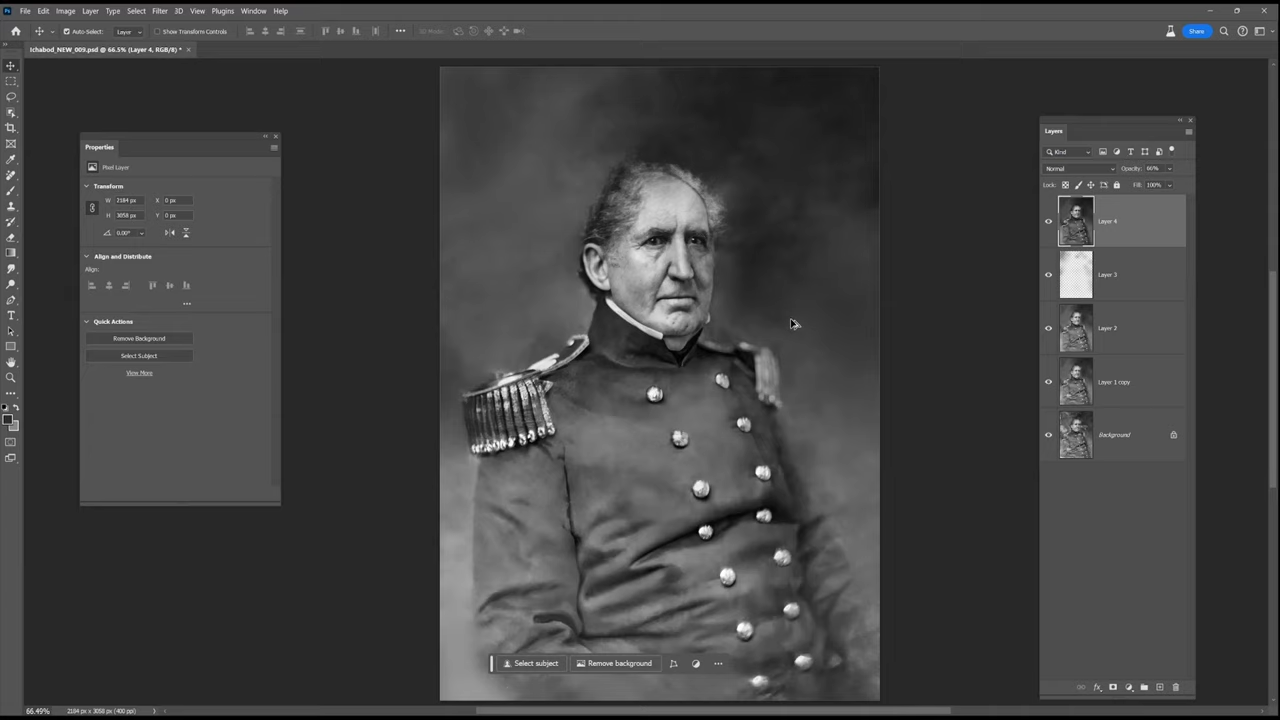 File Edit Image Layer Type Select Filter 3D View Plugins Window Help
Auto-Select: Layer Show Transform Controls 3D Mode: Share
Ichabod_NEW_009.psd @ 66.5% (Layer 4, RGB/8) *
Properties
Pixel Layer
Transform
W 2184 px X 0 px
H 3058 px Y 0 px
0.00°
Align and Distribute
Align:
Quick Actions
Remove Background
Select Subject
View More
Select subject Remove background
Layers
Kind
Normal Opacity: 66%
Lock: Fill: 100%
Layer 4
Layer 3
Layer 2
Layer 1 copy
Background
66.49% 2184 px x 3058 px (400 ppi)